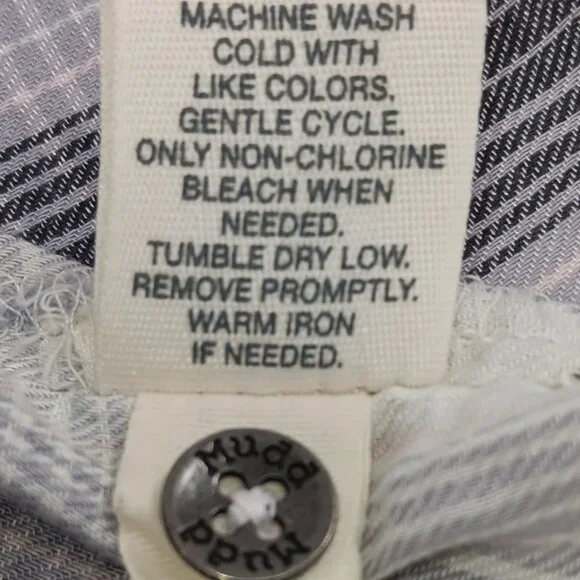 MACHINE WASH
COLD WITH
LIKE COLORS.
GENTLE CYCLE.
ONLY NON-CHLORINE
BLEACH WHEN
NEEDED.
TUMBLE DRY LOW.
REMOVE PROMPTLY.
WARM IRON
IF NEEDED.
Mudd
Mudd